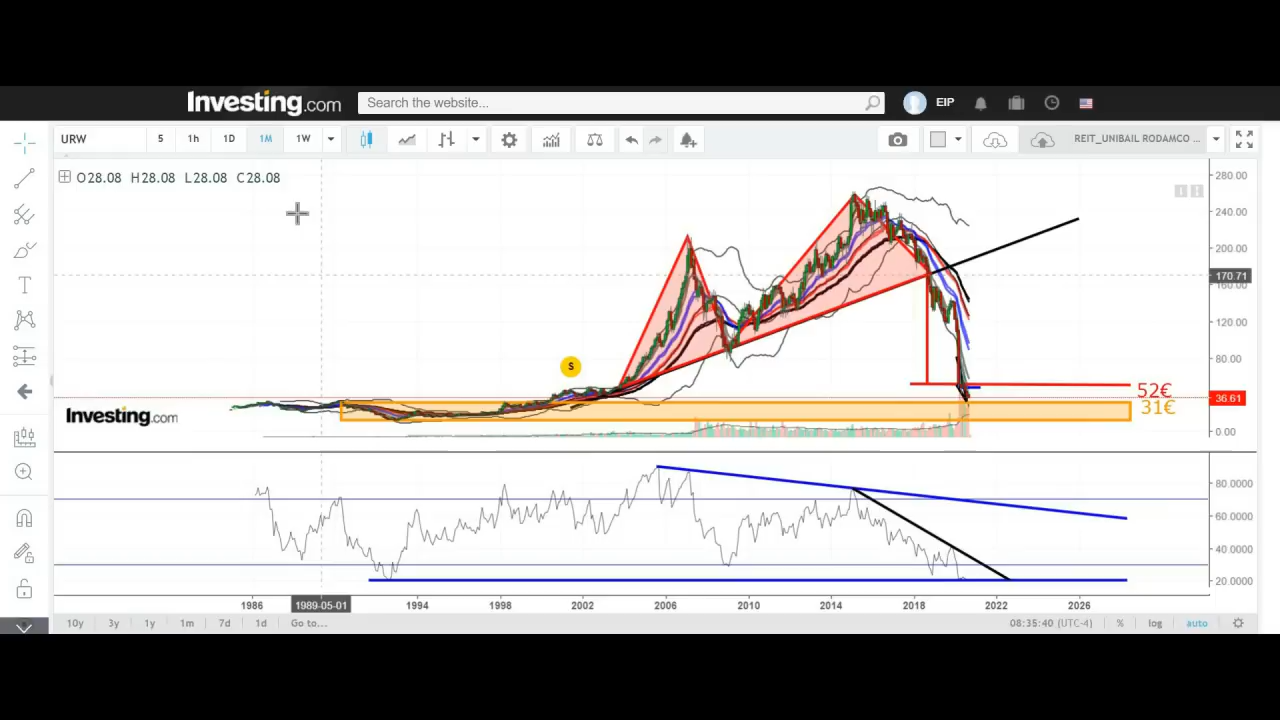 Investing.com
Search the website...
EIP
URW
5
1h
1D
1M
1W
REIT_UNIBAIL RODAMCO ...
O28.08 H28.08 L28.08 C28.08
280.00
240.00
200.00
170.71
160.00
120.00
80.00
S
52€
36.61
31€
Investing.com
0.00
80.0000
60.0000
40.0000
20.0000
1986 1989-05-01 1994 1998 2002 2006 2010 2014 2018 2022 2026
10y 3y 1y 1m 7d 1d Go to... 08:35:40 (UTC-4) % log auto